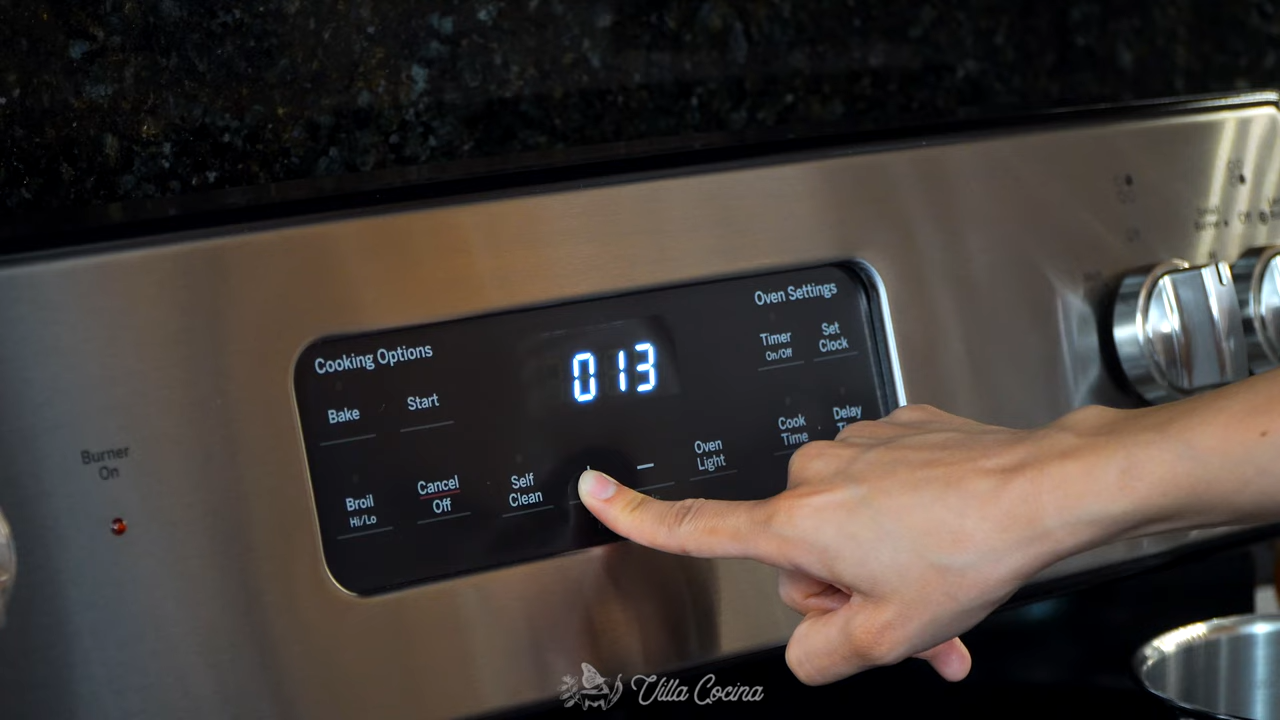 Cooking Options
Oven Settings
013
Bake
Start
Timer
On/Off
Set
Clock
Burner
On
Broil
Hi/Lo
Cancel
Off
Self
Clean
–
Oven
Light
Cook
Time
Delay
Villa Cocina